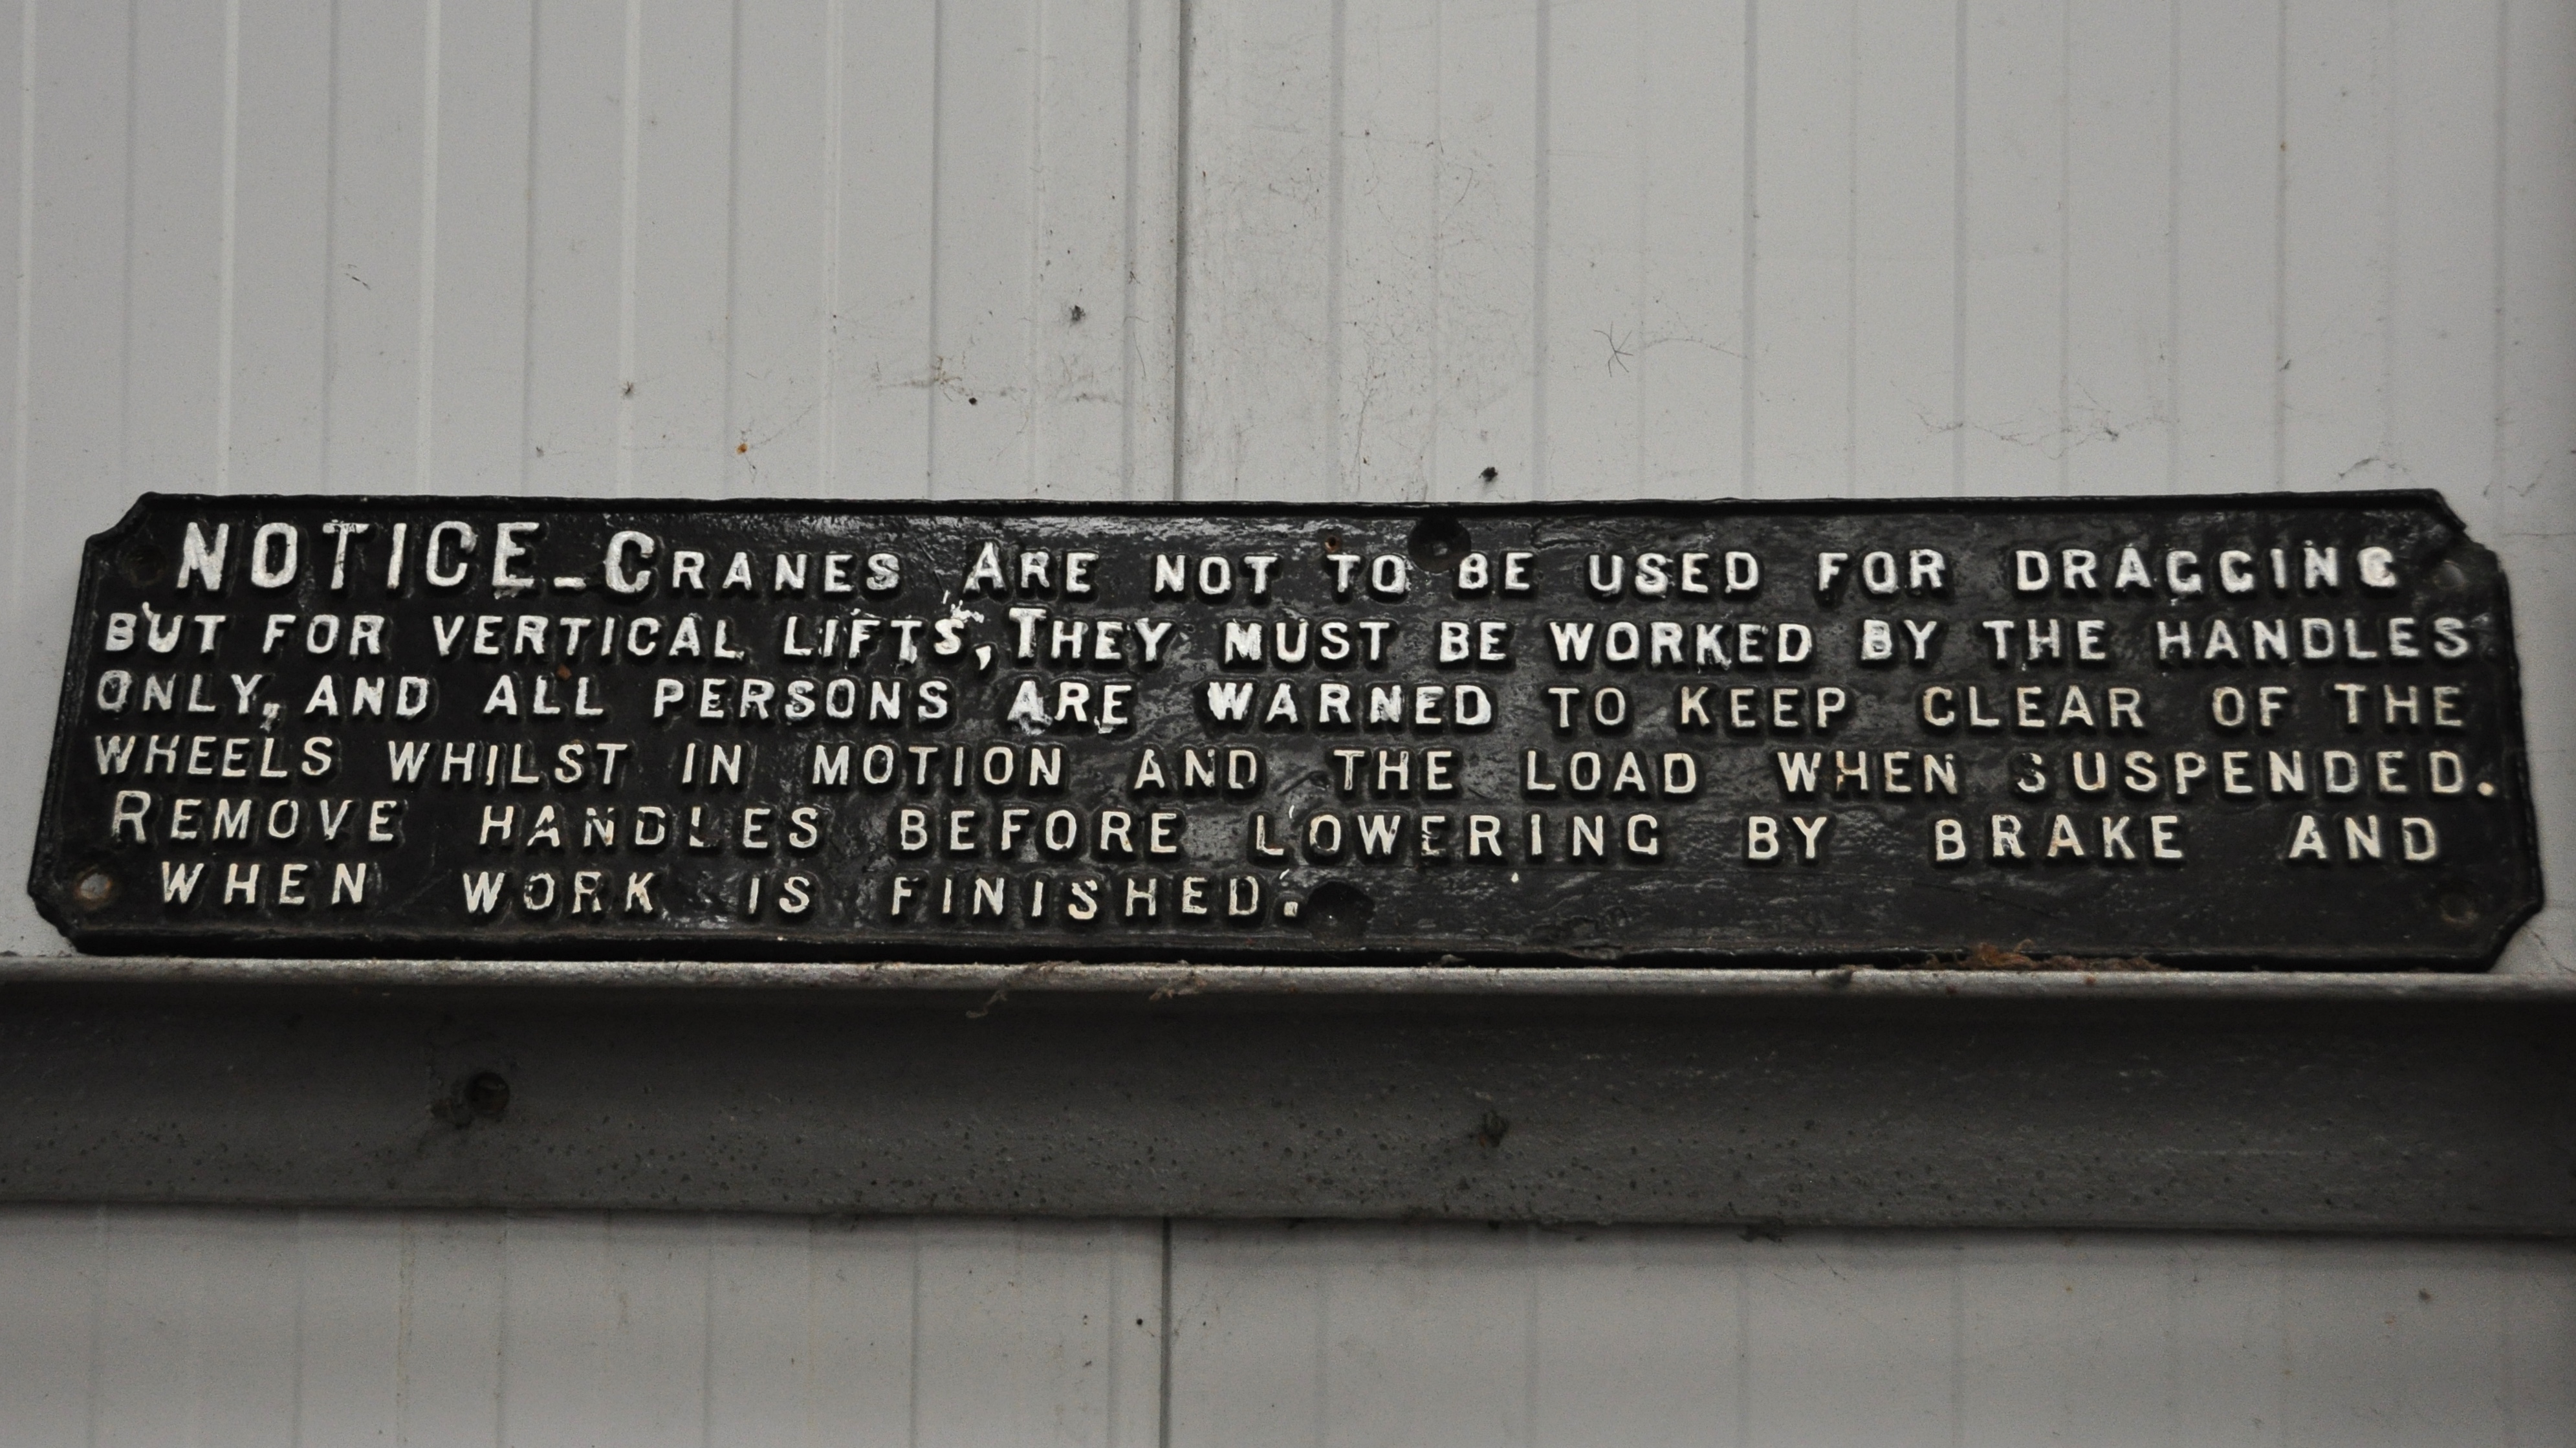 NOTICE_CRANES ARE NOT TO BE USED FOR DRAGGING
BUT FOR VERTICAL LIFTS, THEY MUST BE WORKED BY THE HANDLES
ONLY, AND ALL PERSONS ARE WARNED TO KEEP CLEAR OF THE
WHEELS WHILST IN MOTION AND THE LOAD WHEN SUSPENDED.
REMOVE HANDLES BEFORE LOWERING BY BRAKE AND
WHEN WORK IS FINISHED.